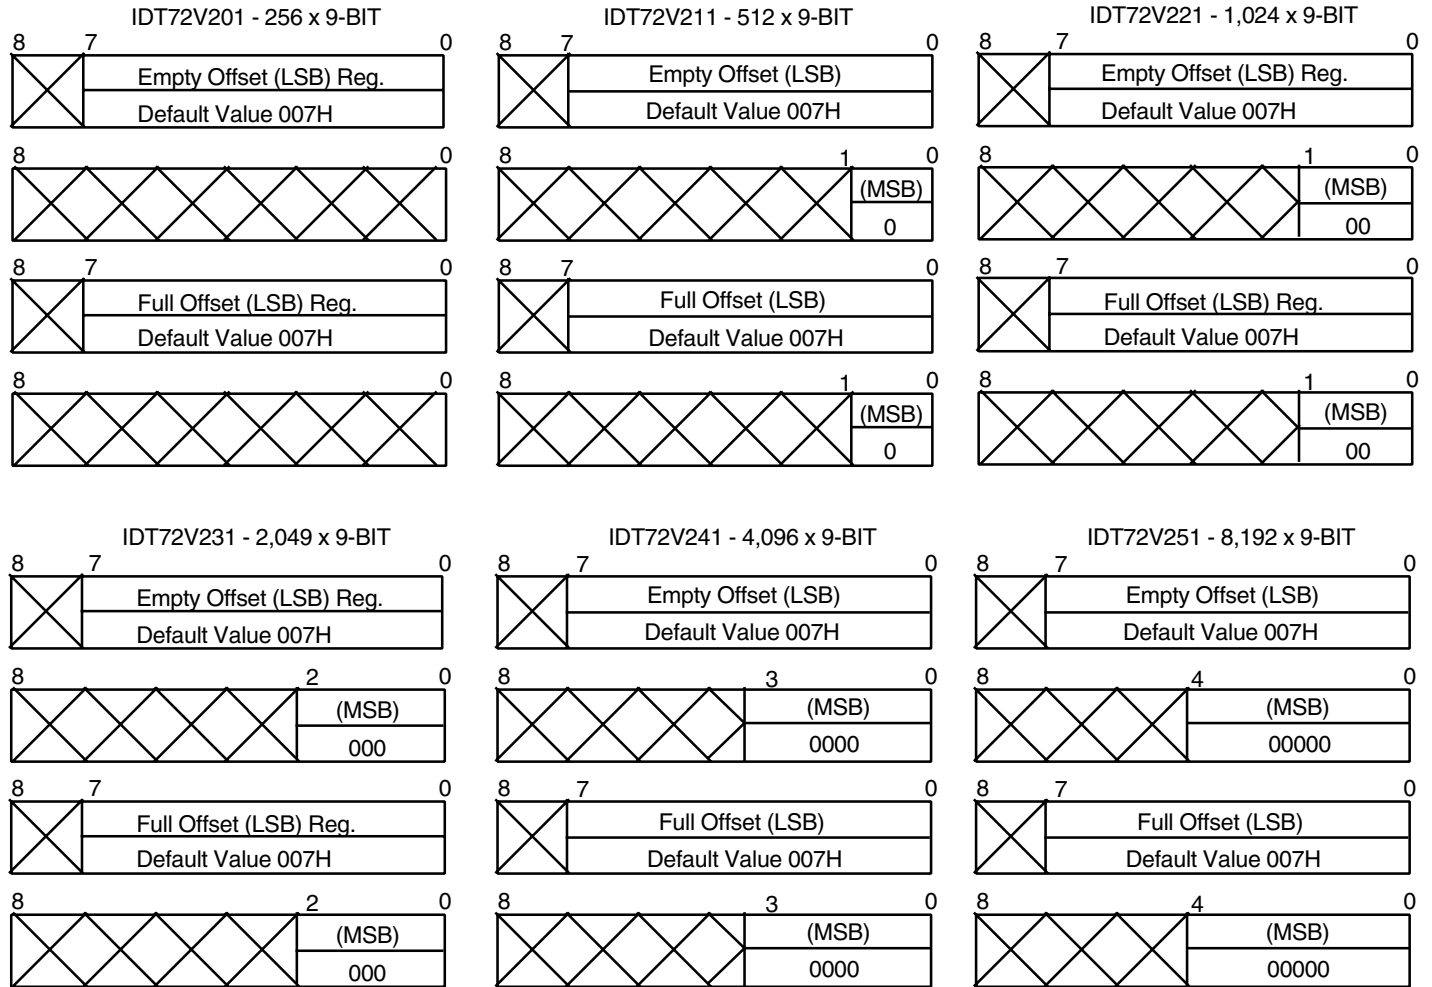 IDT72V201 - 256 x 9-BIT
8 7 0
Empty Offset (LSB) Reg.
Default Value 007H
8 0
8 7 0
Full Offset (LSB) Reg.
Default Value 007H
8 0
IDT72V211 - 512 x 9-BIT
8 7 0
Empty Offset (LSB)
Default Value 007H
8 1 0
(MSB)
0
8 7 0
Full Offset (LSB)
Default Value 007H
8 1 0
(MSB)
0
IDT72V221 - 1,024 x 9-BIT
8 7 0
Empty Offset (LSB) Reg.
Default Value 007H
8 1 0
(MSB)
00
8 7 0
Full Offset (LSB) Reg.
Default Value 007H
8 1 0
(MSB)
00
IDT72V231 - 2,049 x 9-BIT
8 7 0
Empty Offset (LSB) Reg.
Default Value 007H
8 2 0
(MSB)
000
8 7 0
Full Offset (LSB) Reg.
Default Value 007H
8 2 0
(MSB)
000
IDT72V241 - 4,096 x 9-BIT
8 7 0
Empty Offset (LSB)
Default Value 007H
8 3 0
(MSB)
0000
8 7 0
Full Offset (LSB)
Default Value 007H
8 3 0
(MSB)
0000
IDT72V251 - 8,192 x 9-BIT
8 7 0
Empty Offset (LSB)
Default Value 007H
8 4 0
(MSB)
00000
8 7 0
Full Offset (LSB)
Default Value 007H
8 4 0
(MSB)
00000